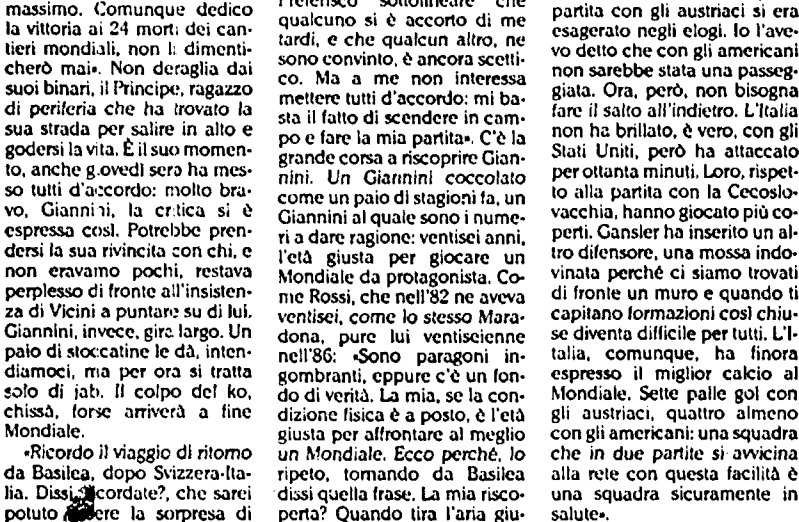 massimo. Comunque dedico
la vittoria ai 24 morti dei can-
tieri mondiali, non li dimenti-
cherò mai». Non deraglia dai
suoi binari, il Principe, ragazzo
di periferia che ha trovato la
sua strada per salire in alto e
godersi la vita. È il suo momen-
to, anche giovedì sera ha mes-
so tutti d'accordo: molto bra-
vo, Giannini, la critica si è
espressa così. Potrebbe pren-
dersi la sua rivincita con chi, e
non eravamo pochi, restava
perplesso di fronte all'insisten-
za di Vicini a puntare su di lui.
Giannini, invece, gira largo. Un
paio di stoccatine le dà, inten-
diamoci, ma per ora si tratta
solo di jab. Il colpo del ko,
chissà, forse arriverà a fine
Mondiale.
«Ricordo il viaggio di ritorno
da Basilea, dopo Svizzera-Ita-
lia. Dissi, che sarei
potuto la sorpresa di
Preferisco sottolineare che
qualcuno si è accorto di me
tardi, e che qualcun altro, ne
sono convinto, è ancora scetti-
co. Ma a me non interessa
mettere tutti d'accordo: mi ba-
sta il fatto di scendere in cam-
po e fare la mia partita». C'è la
grande corsa a riscoprire Gian-
nini. Un Giannini coccolato
come un paio di stagioni fa, un
Giannini al quale sono i nume-
ri a dare ragione: ventisei anni,
l'età giusta per giocare un
Mondiale da protagonista. Co-
me Rossi, che nell'82 ne aveva
ventisei, come lo stesso Mara-
dona, pure lui ventiseienne
nell'86: «Sono paragoni in-
gombranti, eppure c'è un fon-
do di verità. La mia, se la con-
dizione fisica è a posto, è l'età
giusta per affrontare al meglio
un Mondiale. Ecco perché, lo
ripeto, tornando da Basilea
dissi quella frase. La mia risco-
perta? Quando tira l'aria giu-
partita con gli austriaci si era
esagerato negli elogi. Io l'ave-
vo detto che con gli americani
non sarebbe stata una passeg-
giata. Ora, però, non bisogna
fare il salto all'indietro. L'Italia
non ha brillato, è vero, con gli
Stati Uniti, però ha attaccato
per ottanta minuti. Loro, rispet-
to alla partita con la Cecoslo-
vacchia, hanno giocato più co-
perti. Gansler ha inserito un al-
tro difensore, una mossa indo-
vinata perché ci siamo trovati
di fronte un muro e quando ti
capitano formazioni così chiu-
se diventa difficile per tutti. L'I-
talia, comunque, ha finora
espresso il miglior calcio al
Mondiale. Sette palle gol con
gli austriaci, quattro almeno
con gli americani: una squadra
che in due partite si avvicina
alla rete con questa facilità è
una squadra sicuramente in
salute».